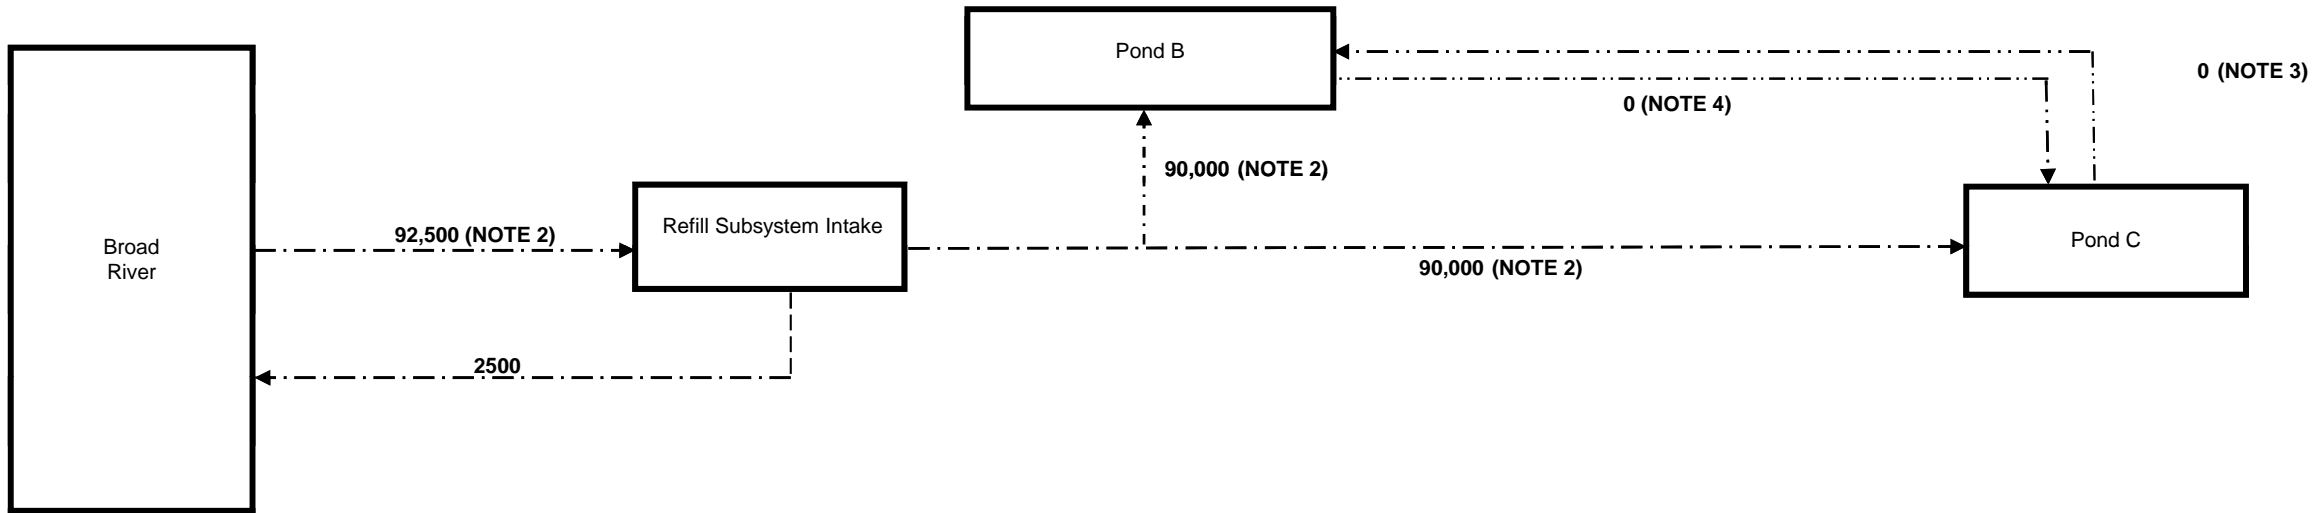 Pond B
0 (NOTE 3)
0 (NOTE 4)
90,000 (NOTE 2)
Broad
River
92,500 (NOTE 2)
Refill Subsystem Intake
90,000 (NOTE 2)
Pond C
2500